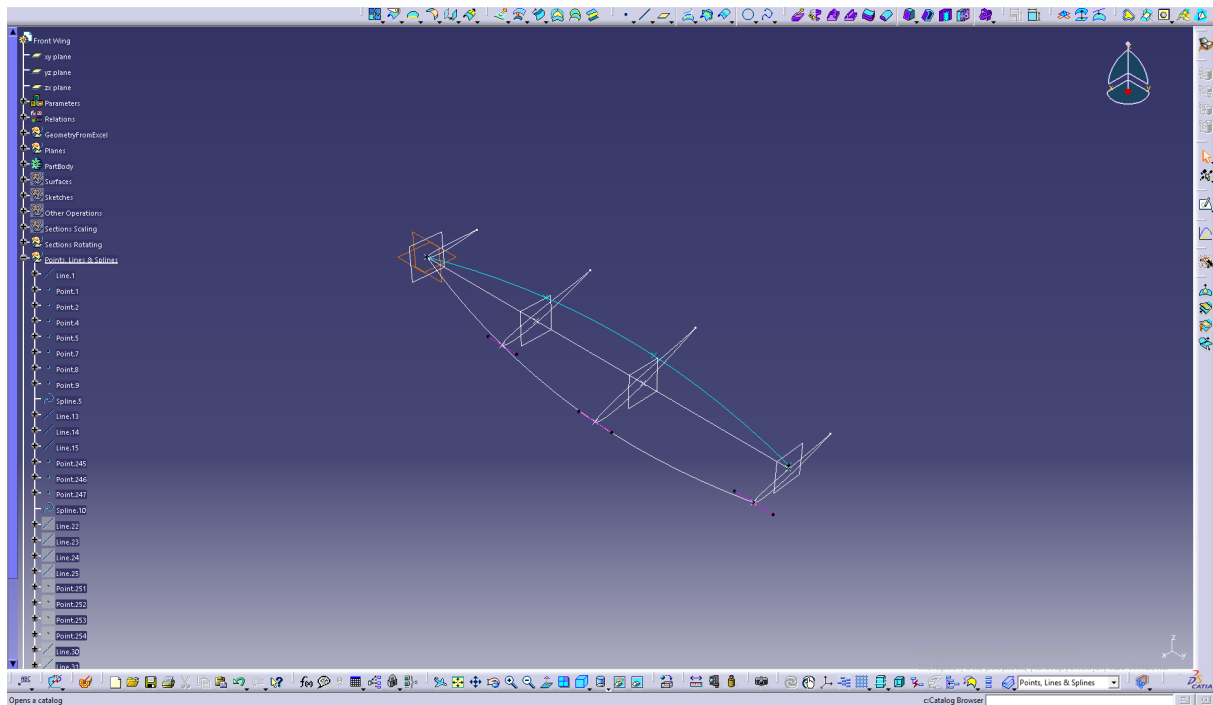 Front Wing
xy plane
yz plane
zx plane
Parameters
Relations
GeometryFromExcel
Planes
PartBody
Surfaces
Sketches
Other Operations
Sections Scaling
Sections Rotating
Points, Lines & Splines
Line.1
Point.1
Point.2
Point.4
Point.5
Point.7
Point.8
Point.9
Spline.5
Line.13
Line.14
Line.15
Point.245
Point.246
Point.247
Spline.10
Line.22
Line.23
Line.24
Line.25
Point.251
Point.252
Point.253
Point.254
Line.30
Line.31
z
x y
Points, Lines & Splines
CATIA
Opens a catalog
c:Catalog Browser